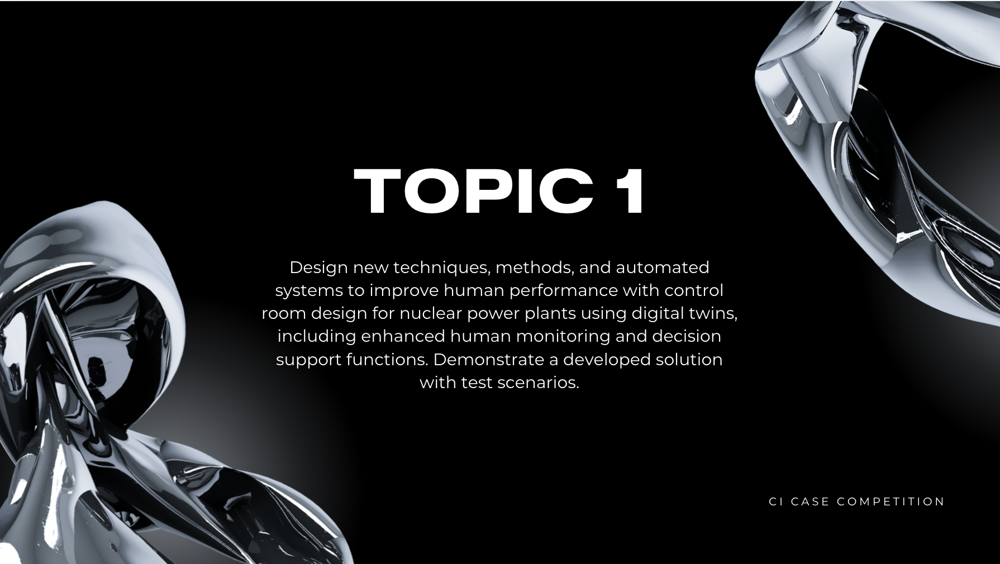 TOPIC 1
Design new techniques, methods, and automated
systems to improve human performance with control
room design for nuclear power plants using digital twins,
including enhanced human monitoring and decision
support functions. Demonstrate a developed solution
with test scenarios.
CI CASE COMPETITION